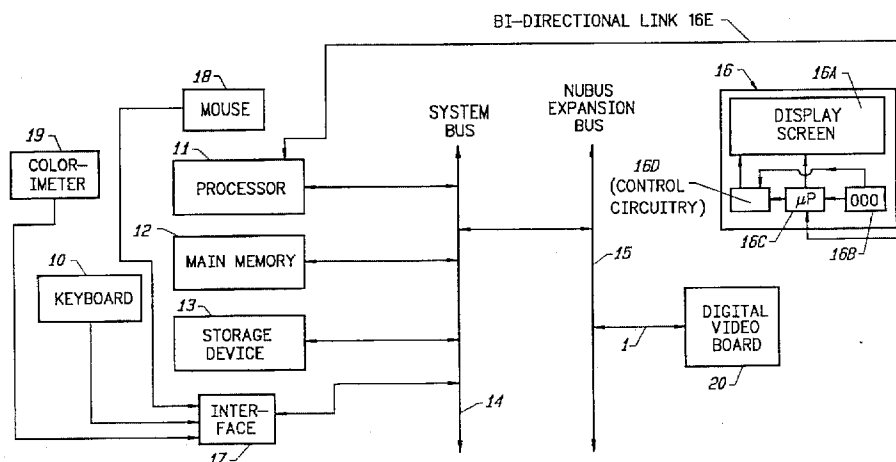 BI-DIRECTIONAL LINK 16E
18
MOUSE
19
COLOR-
IMETER
11
PROCESSOR
12
MAIN MEMORY
10
KEYBOARD
13
STORAGE
DEVICE
INTER-
FACE
17
SYSTEM
BUS
14
NUBUS
EXPANSION
BUS
15
16
16A
DISPLAY
SCREEN
16D
(CONTROL
CIRCUITRY)
μP
000
16C
16B
1
DIGITAL
VIDEO
BOARD
20